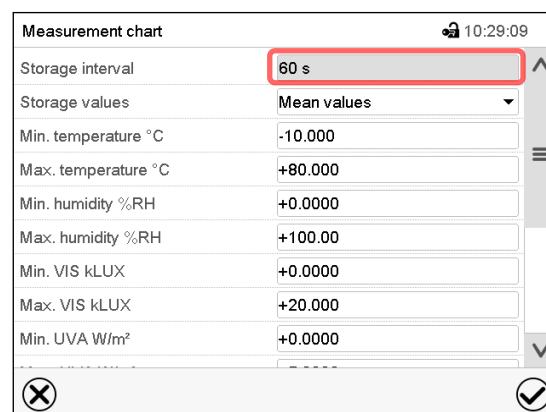 Measurement chart 10:29:09
Storage interval 60 s
Storage values Mean values
Min. temperature °C -10.000
Max. temperature °C +80.000
Min. humidity %RH +0.0000
Max. humidity %RH +100.00
Min. VIS kLUX +0.0000
Max. VIS kLUX +20.000
Min. UVA W/m² +0.0000